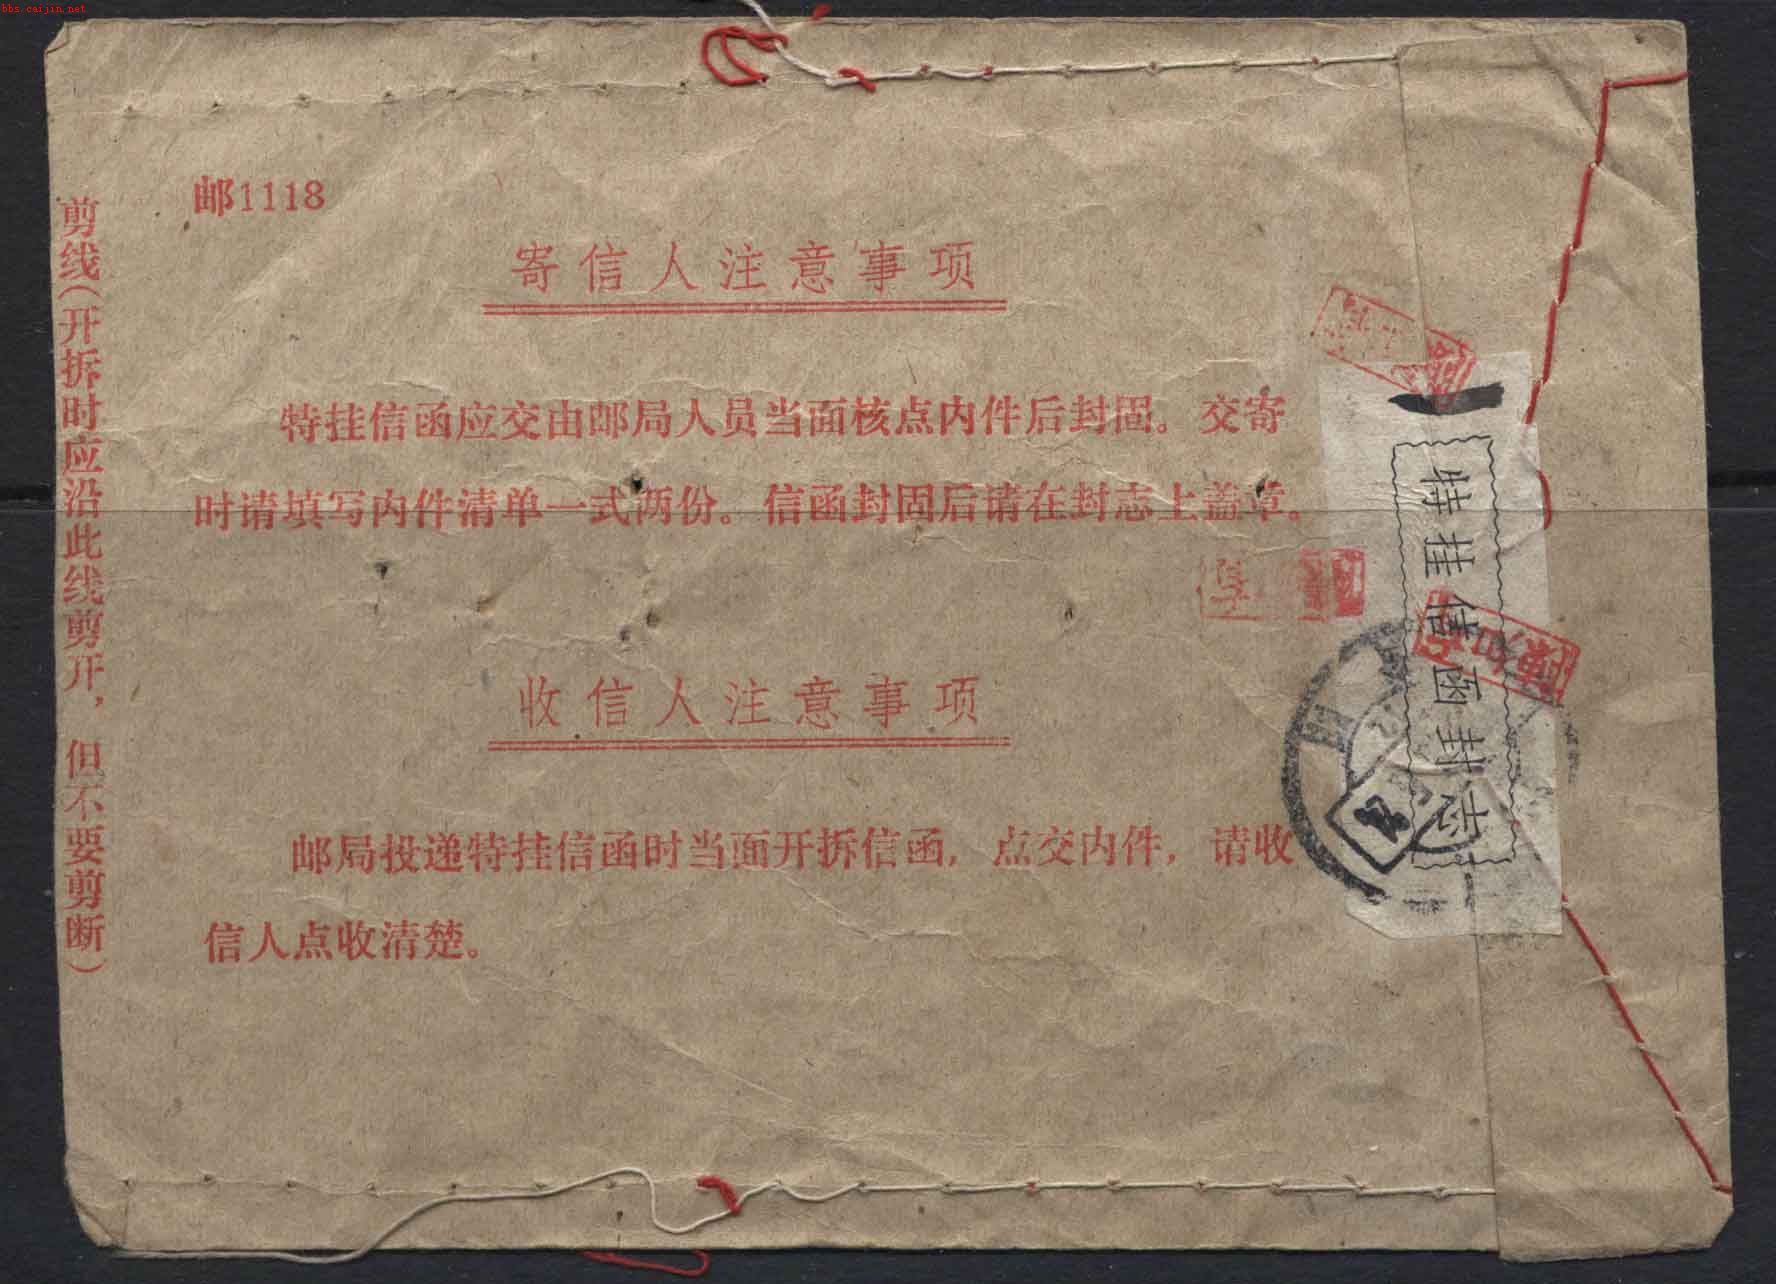 bbs.caijin.net
邮1118
剪线（开拆时应沿此线剪开，但不要剪断）
寄信人注意事项
特挂信函应交由邮局人员当面核点内件后封固。交寄
时请填写内件清单一式两份。信函封固后请在封志上盖章。
特挂信函封志
收信人注意事项
邮局投递特挂信函时当面开拆信函，点交内件，请收
信人点收清楚。